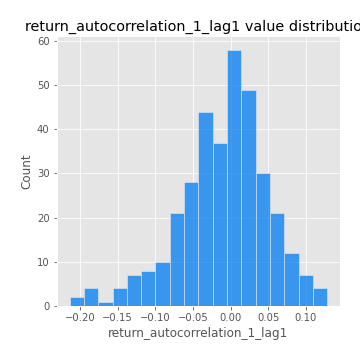 return_autocorrelation_1_lag1 value distributio
60
50
40
30
20
10
0
Count
−0.20 −0.15 −0.10 −0.05 0.00 0.05 0.10
return_autocorrelation_1_lag1